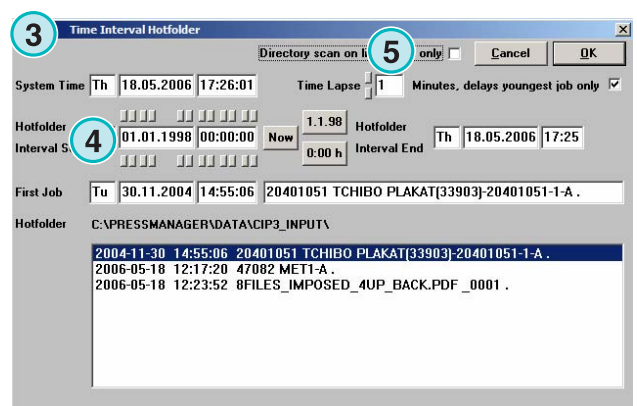 3 Time Interval Hotfolder
Directory scan on li 5 only Cancel OK
System Time Th 18.05.2006 17:26:01 Time Lapse 1 Minutes, delays youngest job only
Hotfolder
Interval S 4 01.01.1998 00:00:00 Now 1.1.98 0:00 h Hotfolder
Interval End Th 18.05.2006 17:25
First Job Tu 30.11.2004 14:55:06 20401051 TCHIBO PLAKAT(33903)-20401051-1-A .
Hotfolder C:\PRESSMANAGER\DATA\CIP3_INPUT\
2004-11-30 14:55:06 20401051 TCHIBO PLAKAT(33903)-20401051-1-A .
2006-05-18 12:17:20 47082 MET1-A .
2006-05-18 12:23:52 8FILES_IMPOSED_4UP_BACK.PDF _0001 .